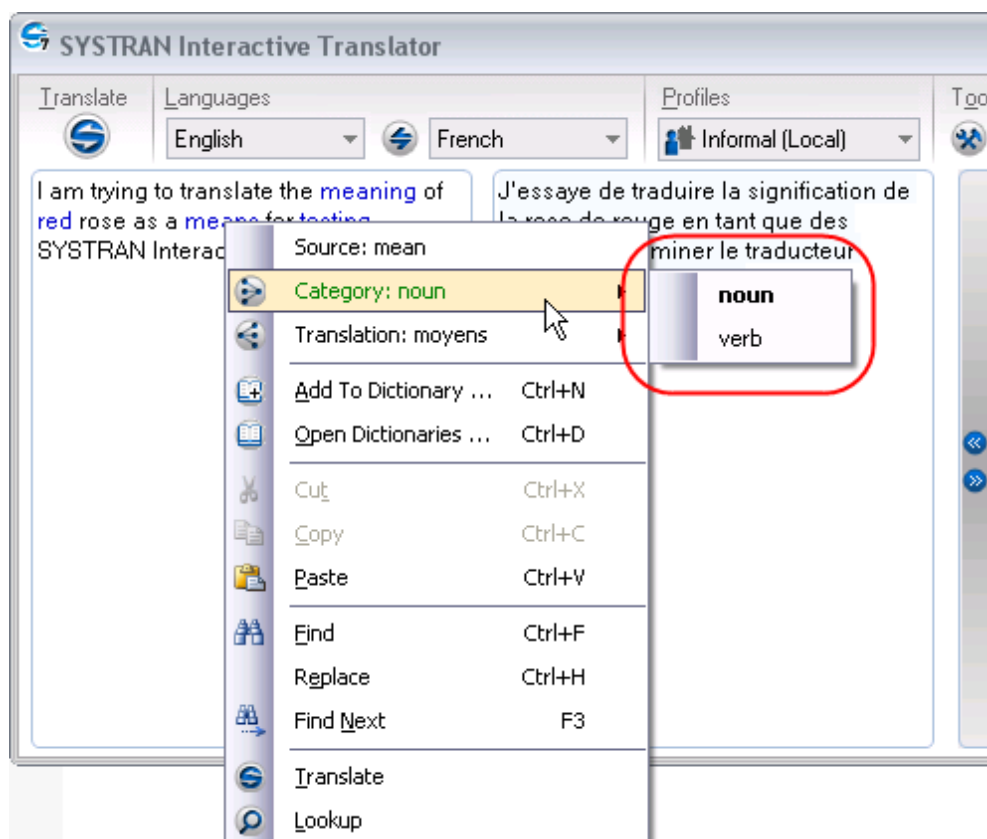 SYSTRAN Interactive Translator
Translate Languages Profiles
English French Informal (Local)
I am trying to translate the meaning of
red rose as a means for testing
SYSTRAN
J'essaye de traduire la signification de
la rose de rouge en tant que des
le traducteur
Source: mean
Category: noun
Translation: moyens
Add To Dictionary ... Ctrl+N
Open Dictionaries ... Ctrl+D
Cut Ctrl+X
Copy Ctrl+C
Paste Ctrl+V
Find Ctrl+F
Replace Ctrl+H
Find Next F3
Translate
Lookup
noun
verb